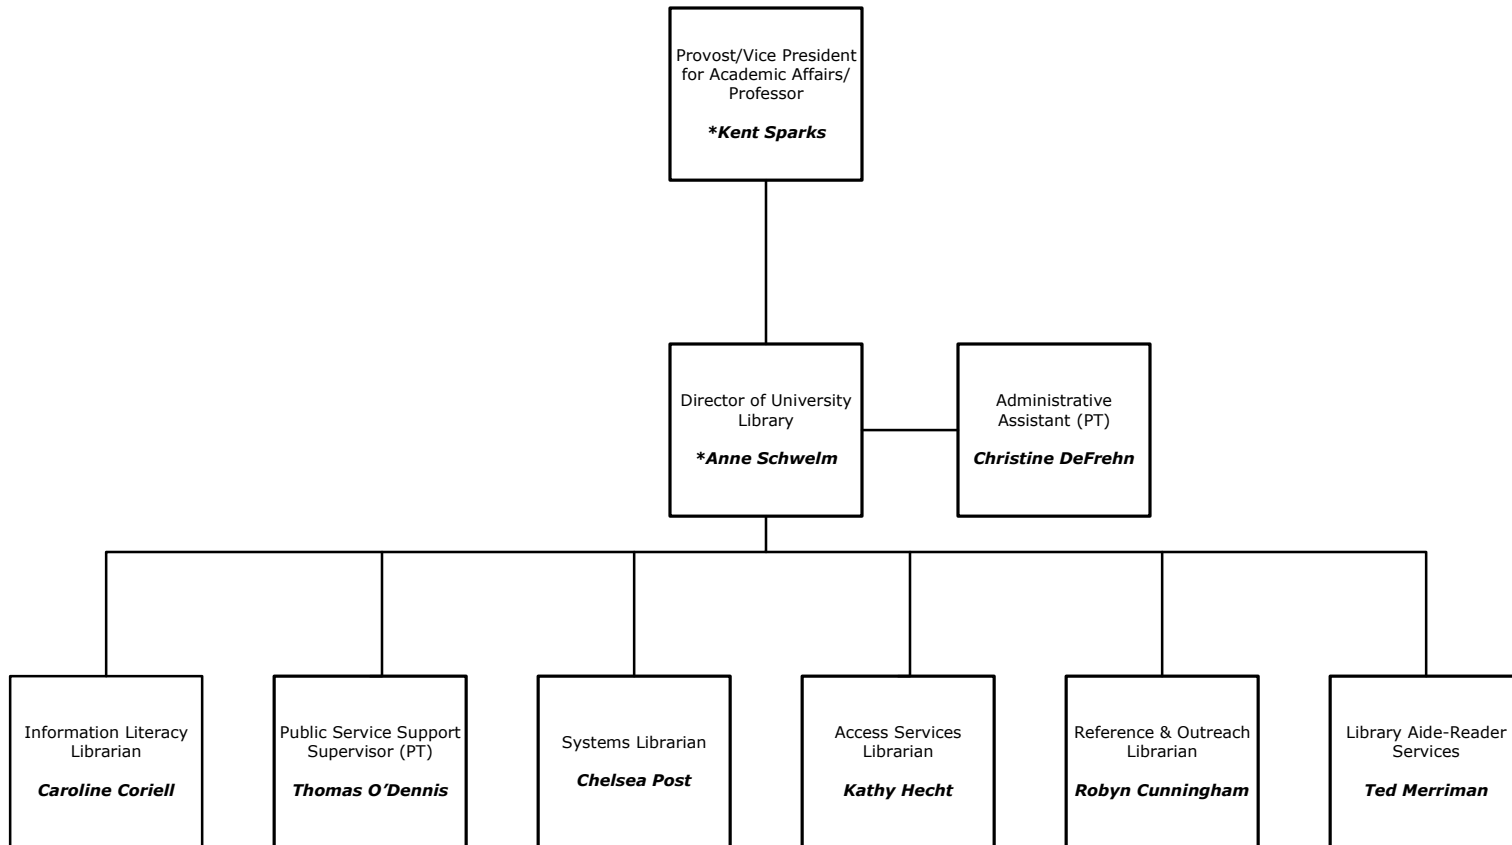 Provost/Vice President
for Academic Affairs/
Professor
*Kent Sparks
Director of University
Library
*Anne Schwelm
Administrative
Assistant (PT)
Christine DeFrehn
Information Literacy
Librarian
Caroline Coriell
Public Service Support
Supervisor (PT)
Thomas O’Dennis
Systems Librarian
Chelsea Post
Access Services
Librarian
Kathy Hecht
Reference & Outreach
Librarian
Robyn Cunningham
Library Aide-Reader
Services
Ted Merriman